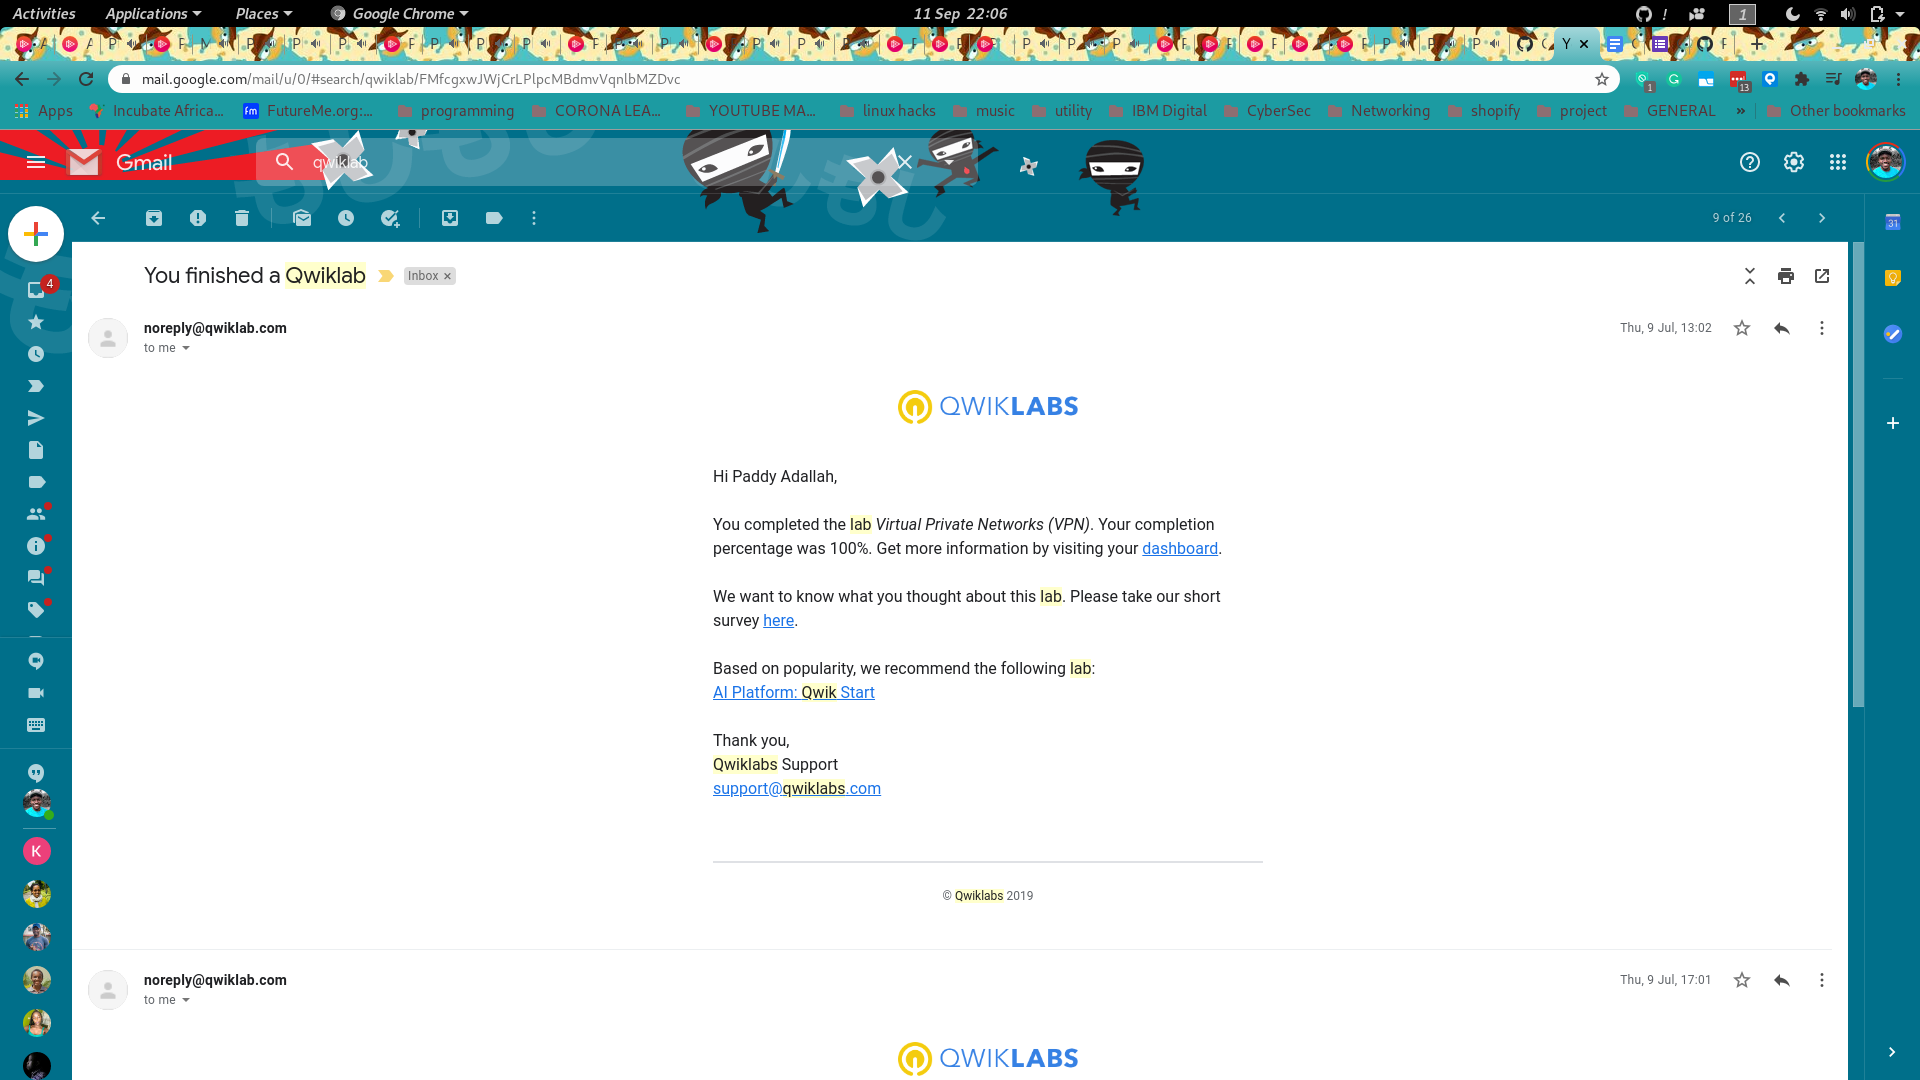 Activities Applications Places Google Chrome 11 Sep 22:06 ! 1
mail.google.com/mail/u/0/#search/qwiklab/FMfcgxwJWjCrLPlpcMBdmvVqnlbMZDvc 1 13
Apps Incubate Africa... fm FutureMe.org:... programming CORONA LEA... YOUTUBE MA... linux hacks music utility IBM Digital CyberSec Networking shopify project GENERAL » Other bookmarks
Gmail qwiklab
9 of 26
31
You finished a Qwiklab Inbox ×
4
noreply@qwiklab.com Thu, 9 Jul, 13:02
to me
QWIKLABS
Hi Paddy Adallah,
You completed the lab Virtual Private Networks (VPN). Your completion
percentage was 100%. Get more information by visiting your dashboard.
We want to know what you thought about this lab. Please take our short
survey here.
Based on popularity, we recommend the following lab:
AI Platform: Qwik Start
Thank you,
Qwiklabs Support
support@qwiklabs.com
K
© Qwiklabs 2019
noreply@qwiklab.com Thu, 9 Jul, 17:01
to me
QWIKLABS